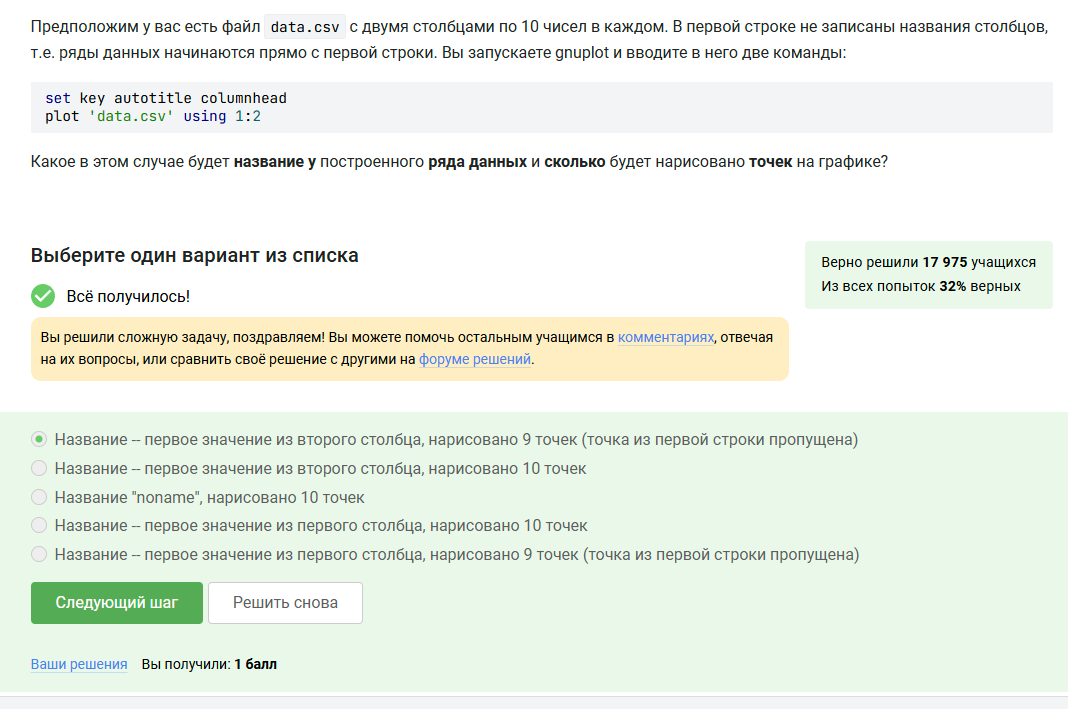 Предположим у вас есть файл data.csv с двумя столбцами по 10 чисел в каждом. В первой строке не записаны названия столбцов,
т.е. ряды данных начинаются прямо с первой строки. Вы запускаете gnuplot и вводите в него две команды:
set key autotitle columnhead
plot 'data.csv' using 1:2
Какое в этом случае будет название у построенного ряда данных и сколько будет нарисовано точек на графике?
Выберите один вариант из списка
Верно решили 17 975 учащихся
Из всех попыток 32% верных
Всё получилось!
Вы решили сложную задачу, поздравляем! Вы можете помочь остальным учащимся в комментариях, отвечая
на их вопросы, или сравнить своё решение с другими на форуме решений.
Название -- первое значение из второго столбца, нарисовано 9 точек (точка из первой строки пропущена)
Название -- первое значение из второго столбца, нарисовано 10 точек
Название "noname", нарисовано 10 точек
Название -- первое значение из первого столбца, нарисовано 10 точек
Название -- первое значение из первого столбца, нарисовано 9 точек (точка из первой строки пропущена)
Следующий шаг
Решить снова
Ваши решения Вы получили: 1 балл